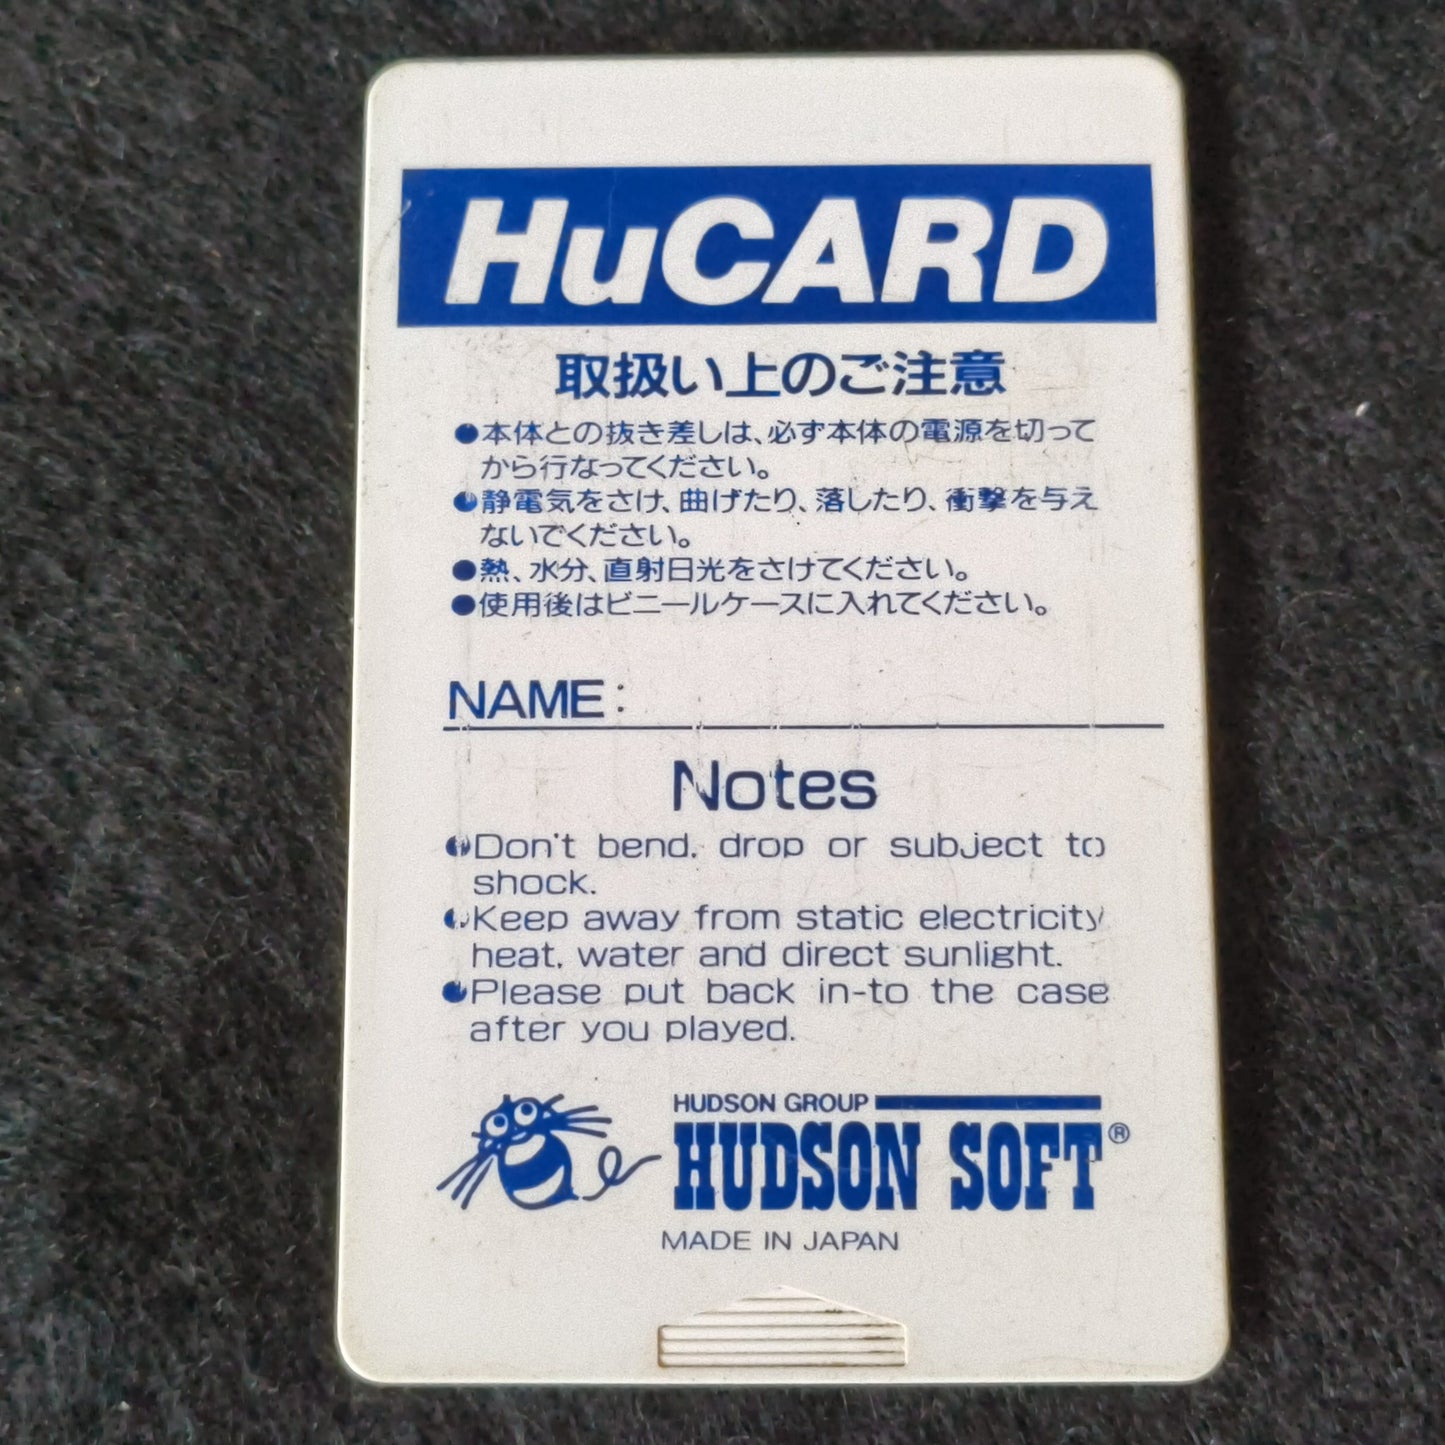 HuCARD
取扱い上のご注意
●本体との抜き差しは、必ず本体の電源を切って
から行なってください。
●静電気をさけ、曲げたり、落したり、衝撃を与え
ないでください。
●熱、水分、直射日光をさけてください。
●使用後はビニールケースに入れてください。
NAME:
Notes
●Don't bend, drop or subject to
shock.
●Keep away from static electricity
heat, water and direct sunlight.
●Please put back in-to the case
after you played.
HUDSON GROUP
HUDSON SOFT®
MADE IN JAPAN